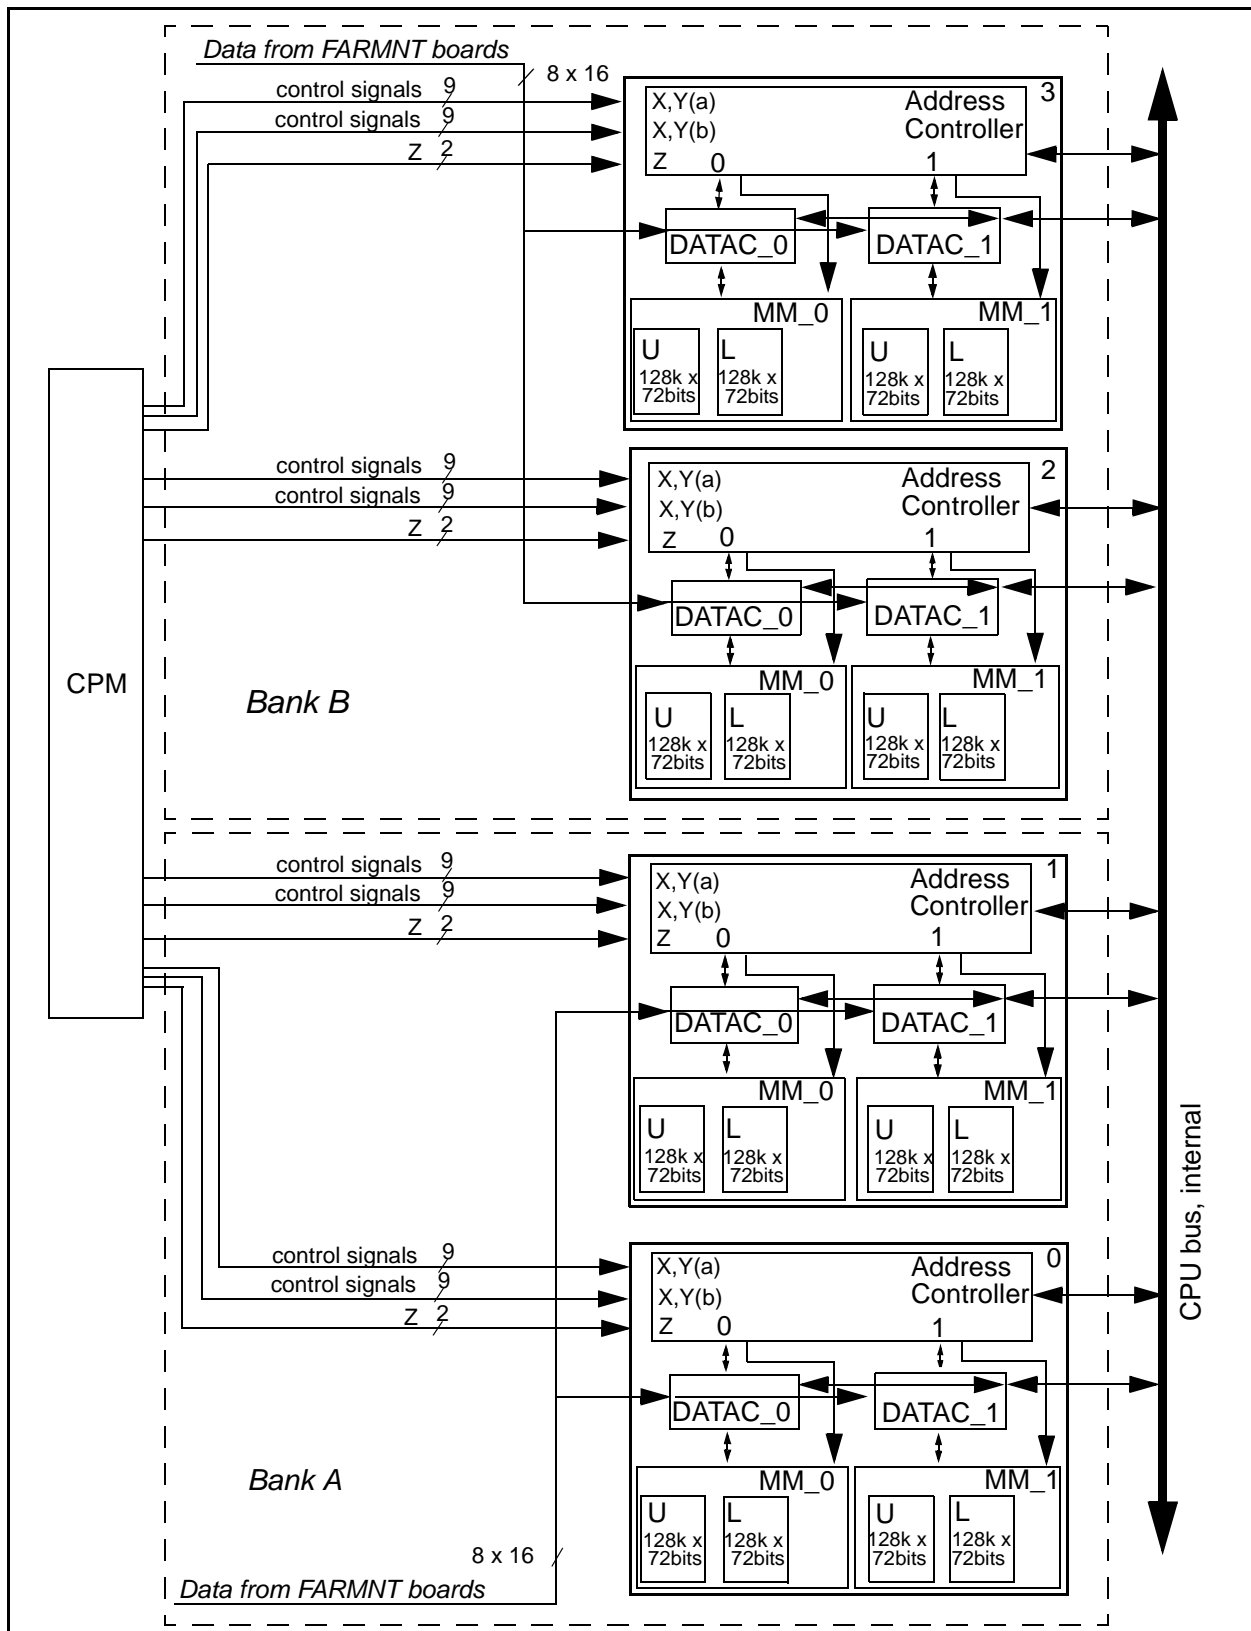 Data from FARMNT boards
8 x 16
control signals 9
control signals 9
Z 2
X,Y(a)
X,Y(b)
Z 0 1
Address
Controller
3
DATAC_0
DATAC_1
MM_0
MM_1
U
128k x
72bits
L
128k x
72bits
U
128k x
72bits
L
128k x
72bits
control signals 9
control signals 9
Z 2
X,Y(a)
X,Y(b)
Z 0 1
Address
Controller
2
DATAC_0
DATAC_1
MM_0
MM_1
U
128k x
72bits
L
128k x
72bits
U
128k x
72bits
L
128k x
72bits
CPM
Bank B
control signals 9
control signals 9
Z 2
X,Y(a)
X,Y(b)
Z 0 1
Address
Controller
1
DATAC_0
DATAC_1
MM_0
MM_1
U
128k x
72bits
L
128k x
72bits
U
128k x
72bits
L
128k x
72bits
CPU bus, internal
control signals 9
control signals 9
Z 2
X,Y(a)
X,Y(b)
Z 0 1
Address
Controller
0
DATAC_0
DATAC_1
MM_0
MM_1
U
128k x
72bits
L
128k x
72bits
U
128k x
72bits
L
128k x
72bits
Bank A
8 x 16
Data from FARMNT boards